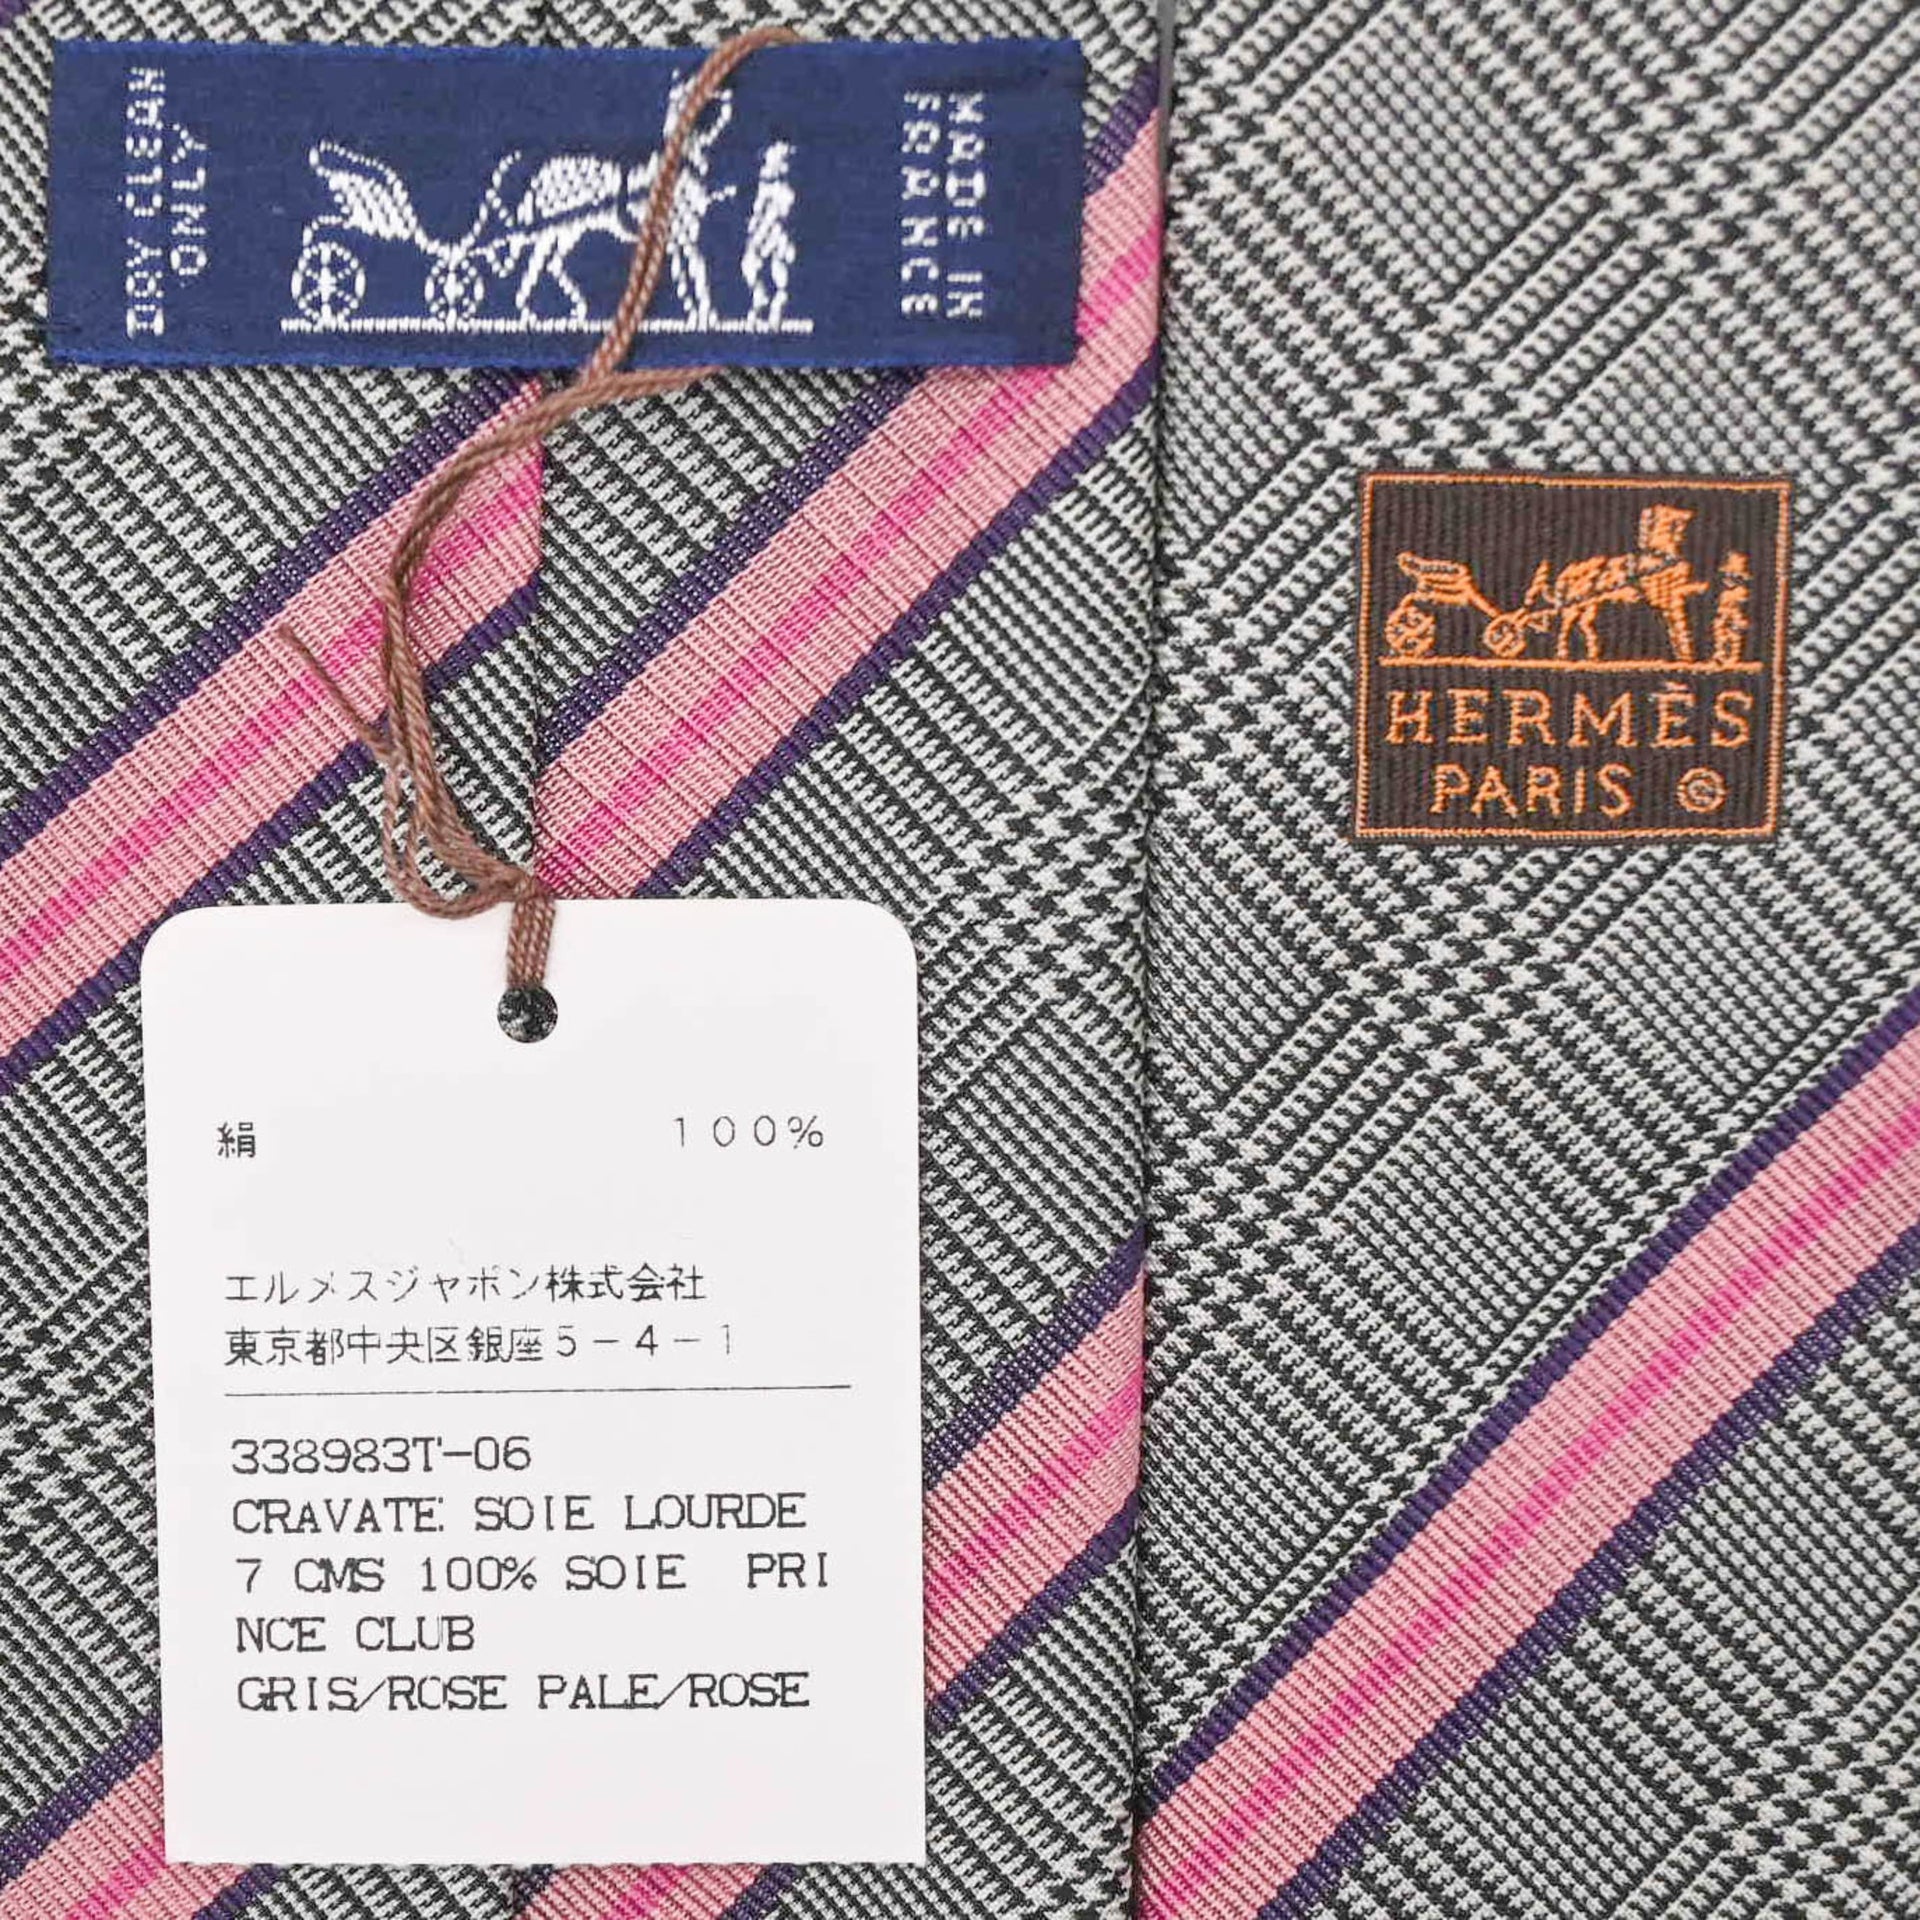 DRY CLEAN
ONLY
MADE IN
FRANCE
HERMÈS
PARIS ©
絹 100%
エルメスジャポン株式会社
東京都中央区銀座5-4-1
338983T-06
CRAVATE SOIE LOURDE
7 CMS 100% SOIE PRI
NCE CLUB
GRIS/ROSE PALE/ROSE